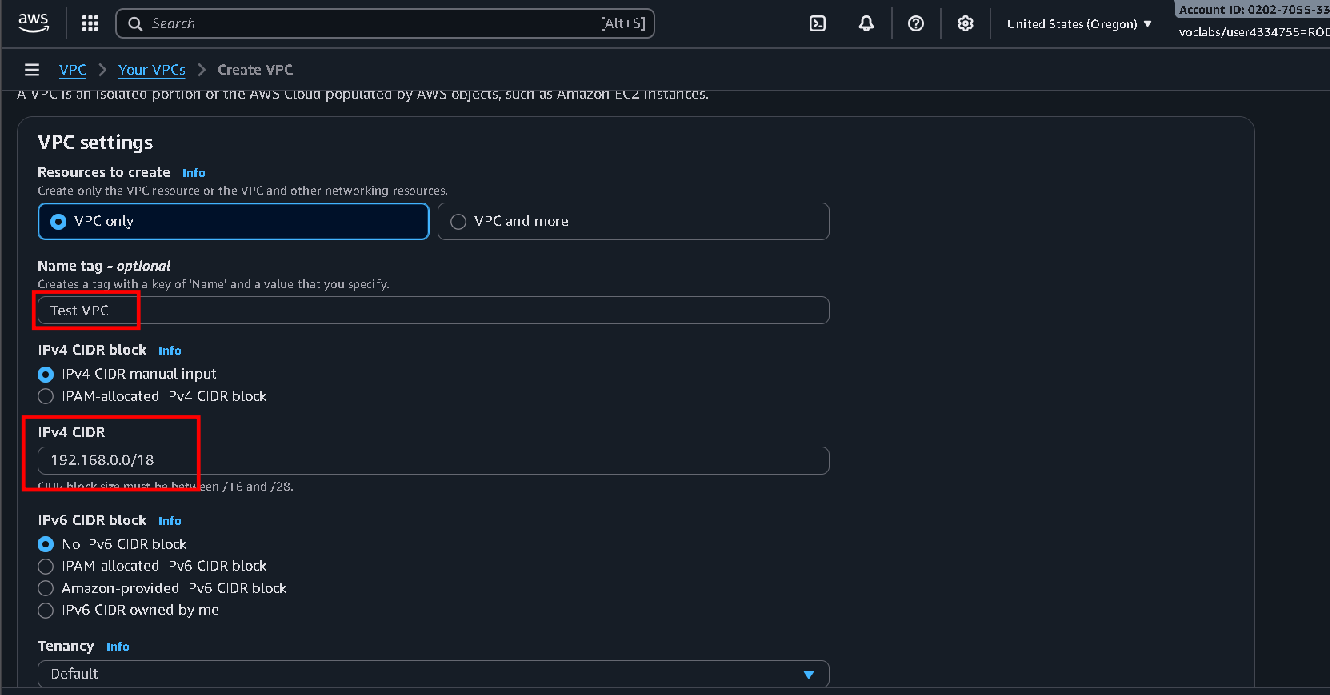 aws
Search [Alt+S]
United States (Oregon)
Account ID: 0202-7055-33
voclabs/user4334755=ROD
VPC > Your VPCs > Create VPC
A VPC is an isolated portion of the AWS Cloud populated by AWS objects, such as Amazon EC2 instances.
VPC settings
Resources to create Info
Create only the VPC resource or the VPC and other networking resources.
VPC only
VPC and more
Name tag - optional
Creates a tag with a key of 'Name' and a value that you specify.
Test VPC
IPv4 CIDR block Info
IPv4 CIDR manual input
IPAM-allocated IPv4 CIDR block
IPv4 CIDR
192.168.0.0/18
CIDR block size must be between /16 and /28.
IPv6 CIDR block Info
No IPv6 CIDR block
IPAM-allocated IPv6 CIDR block
Amazon-provided IPv6 CIDR block
IPv6 CIDR owned by me
Tenancy Info
Default